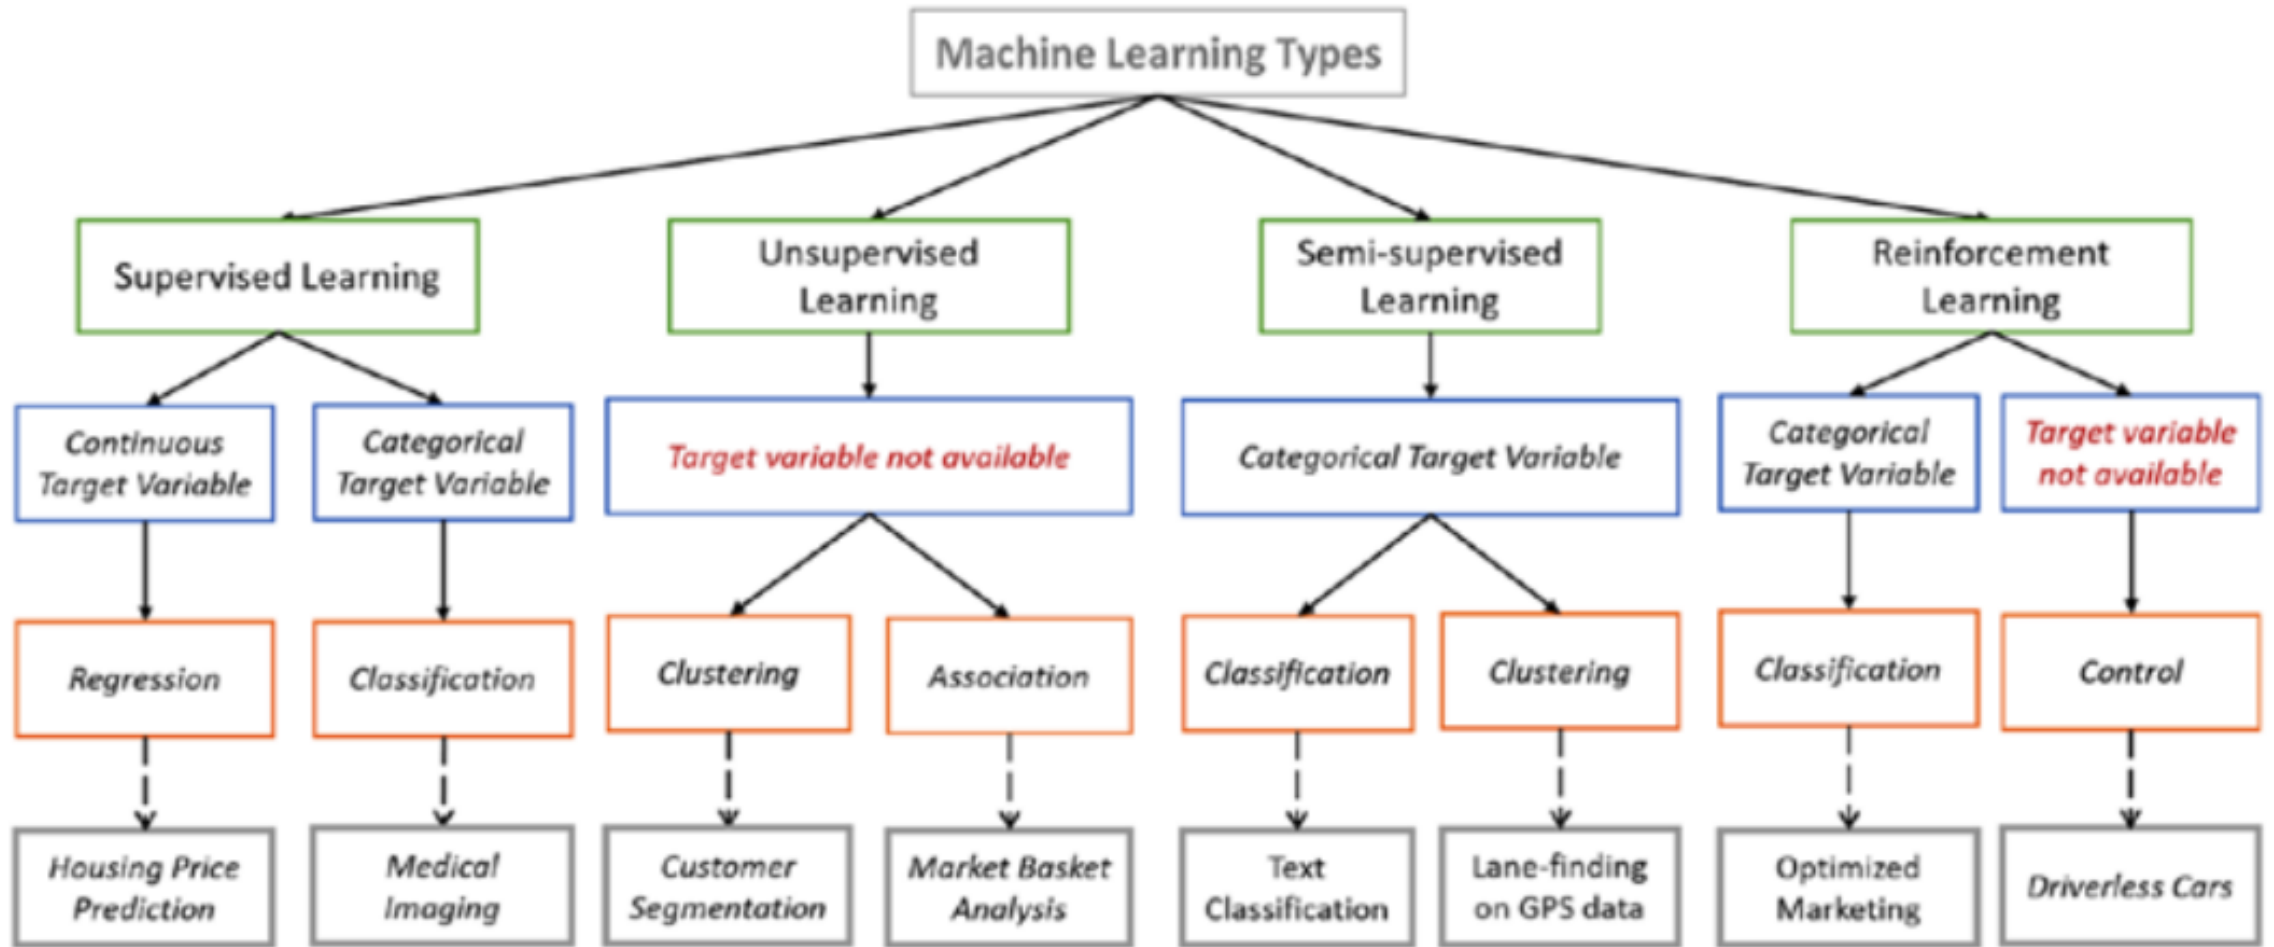 Machine Learning Types
Supervised Learning
Unsupervised
Learning
Semi-supervised
Learning
Reinforcement
Learning
Continuous
Target Variable
Categorical
Target Variable
Target variable not available
Categorical Target Variable
Categorical
Target Variable
Target variable
not available
Regression
Classification
Clustering
Association
Classification
Clustering
Classification
Control
Housing Price
Prediction
Medical
Imaging
Customer
Segmentation
Market Basket
Analysis
Text
Classification
Lane-finding
on GPS data
Optimized
Marketing
Driverless Cars